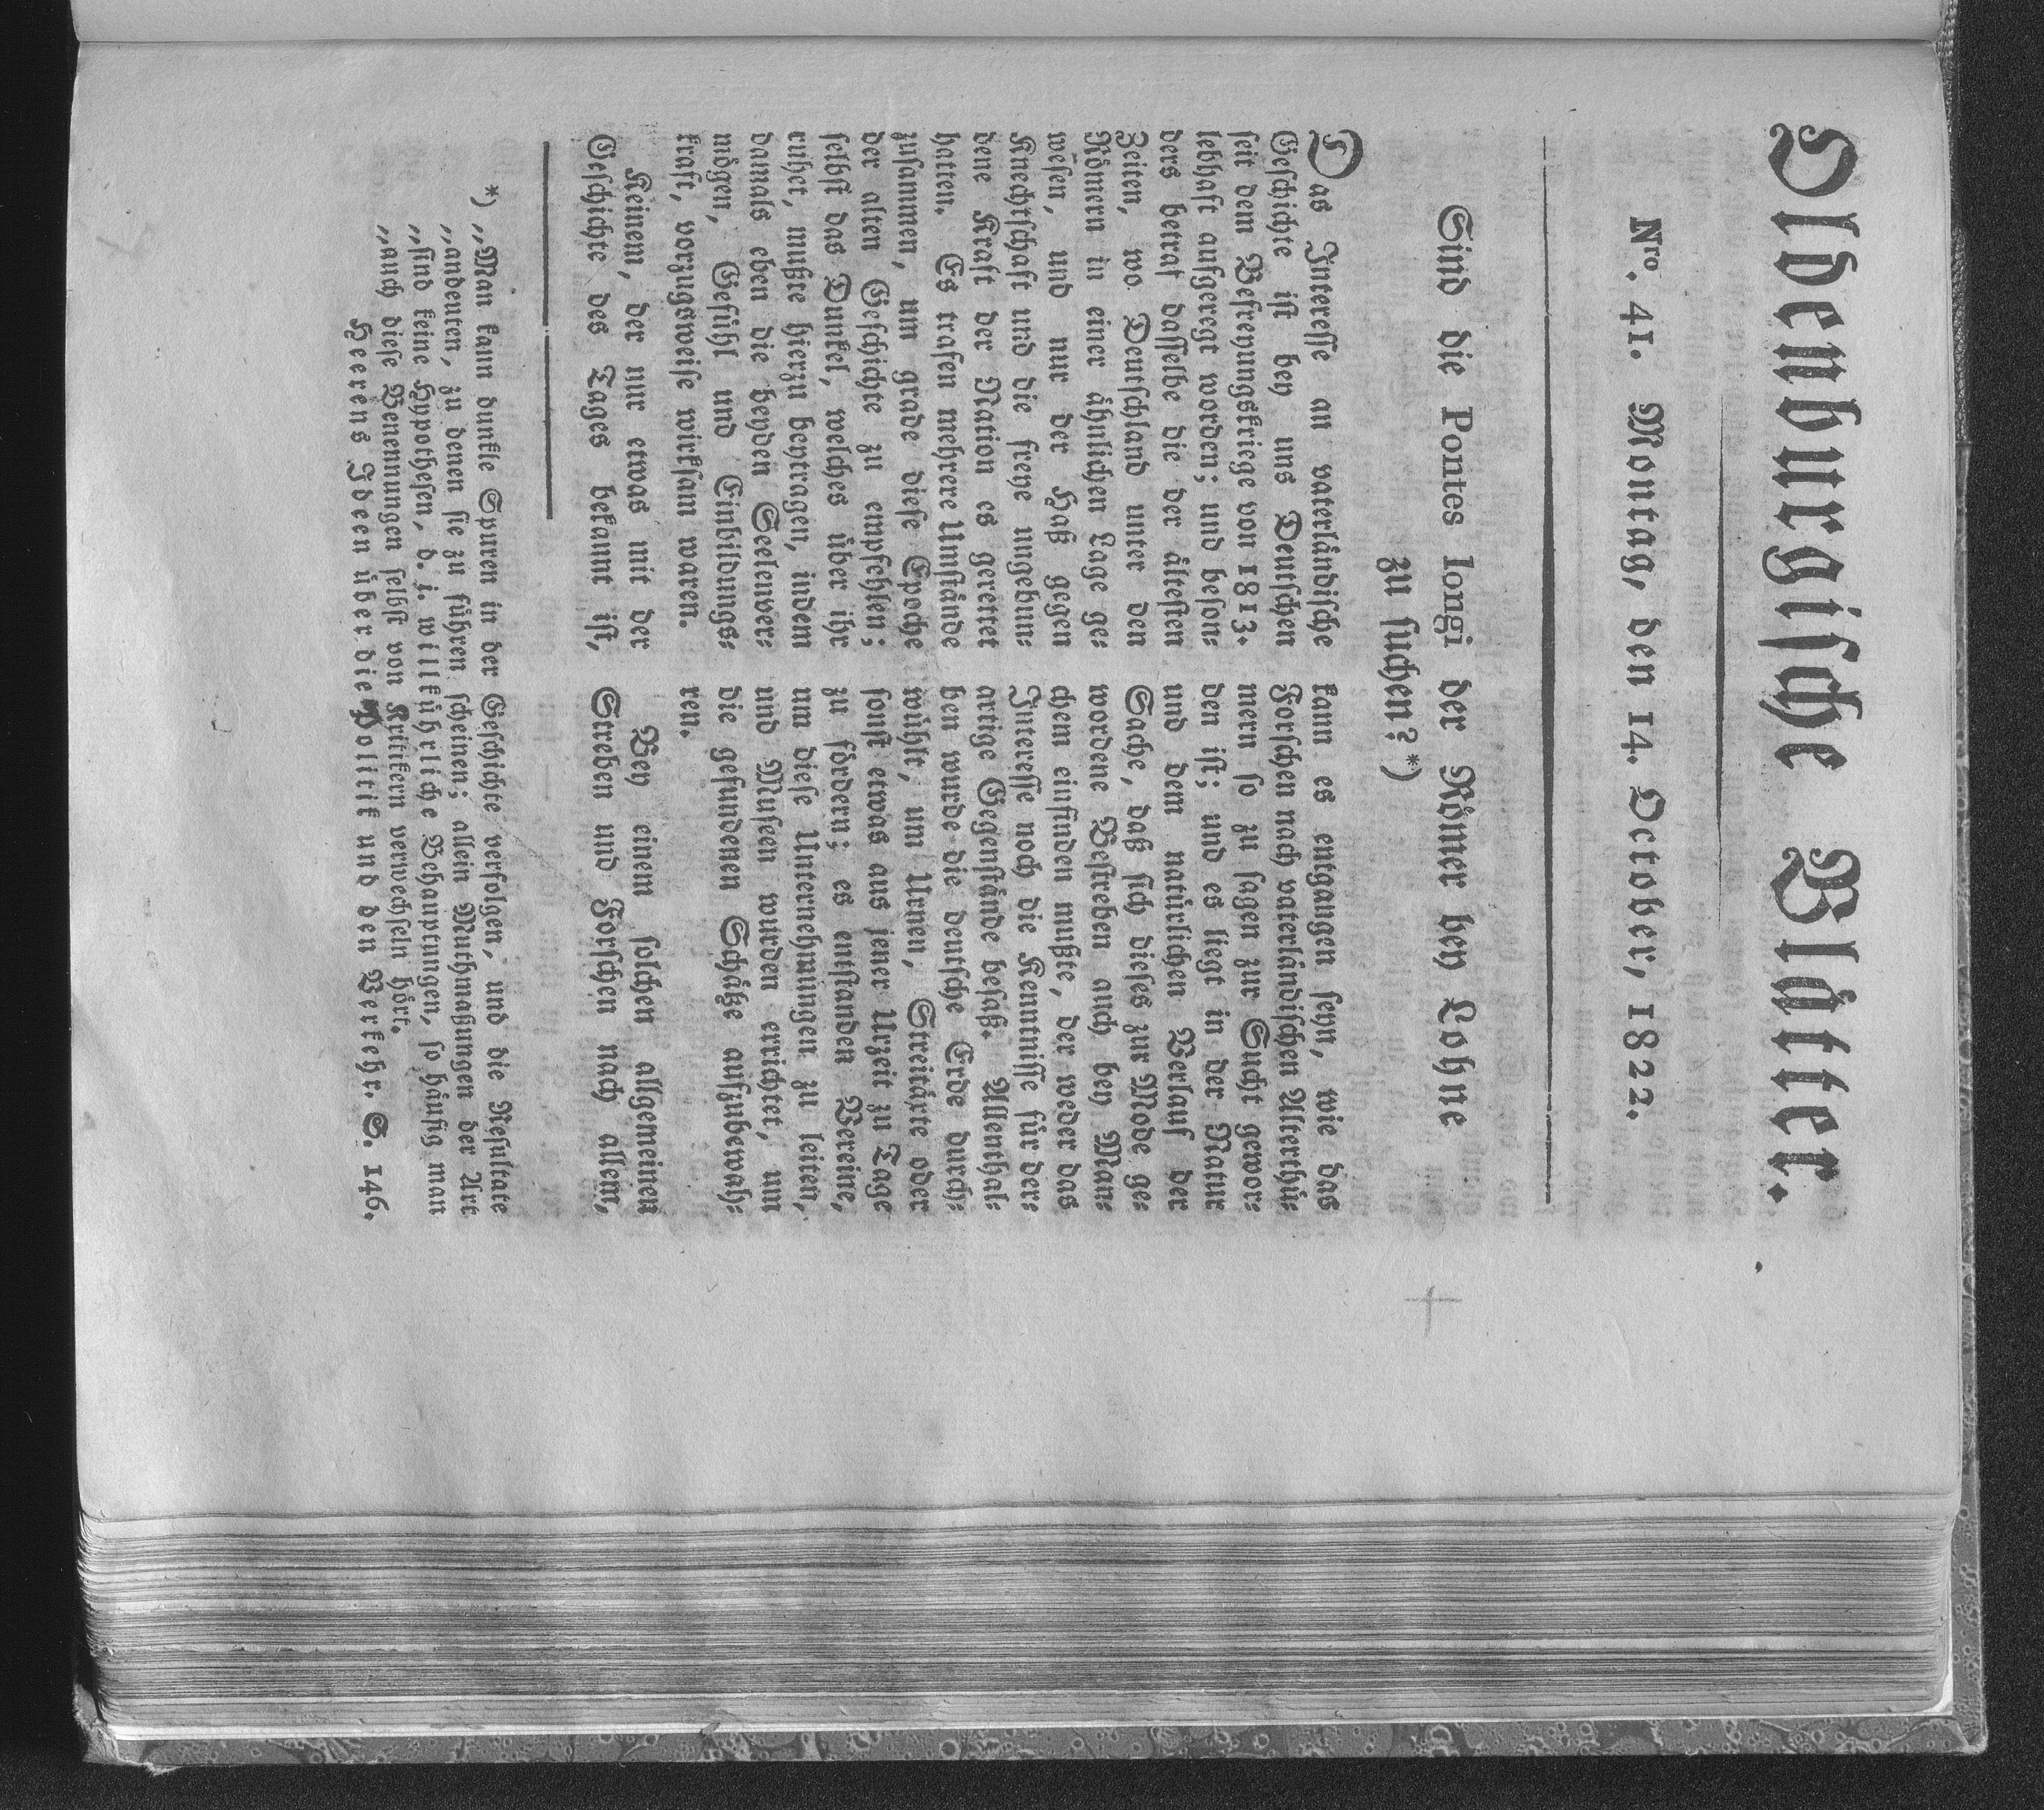 Oldenburgische Blätter.
Nro. 41. Montag, den 14. October, 1822.
Sind die Pontes longi der Römer bey Lohne
zu suchen? *)
Das Interesse an vaterländische
Geschichte ist bey uns Deutschen
seit dem Befreyungskriege von 1813.
lebhaft aufgeregt worden; und beson⸗
ders betraf dasselbe die der ältesten
Zeiten, wo Deutschland unter den
Römern in einer ähnlichen Lage ge⸗
wesen, und nur der Haß gegen
Knechtschaft und die freye ungebun⸗
dene Kraft der Nation es gerettet
hatten. Es trafen mehrere Umstände
zusammen, um grade diese Epoche
der alten Geschichte zu empfehlen;
selbst das Dunkel, welches über ihr
ruhet, mußte hierzu beytragen, indem
damals eben die beyden Seelenver⸗
mögen, Gefühl und Einbildungs⸗
kraft, vorzugsweise wirksam waren.
Keinen, der nur etwas mit der
Geschichte des Tages bekannt ist,
kann es entgangen seyn, wie das
Forschen nach vaterländischen Alterthü⸗
mern so zu sagen zur Sucht gewor⸗
den ist; und es liegt in der Natur
und dem natürlichen Verlauf der
Sache, daß sich dieses zur Mode ge⸗
wordene Bestreben auch bey Man⸗
chem einfinden mußte, der weder das
Interesse noch die Kenntnisse für der⸗
artige Gegenstände besaß. Allenthal⸗
ben wurde die deutsche Erde durch⸗
wühlt, um Urnen, Streitäxte oder
sonst etwas aus jener Urzeit zu Tage
zu fördern; es entstanden Vereine,
um diese Unternehmungen zu leiten,
und Museen wurden errichtet, um
die gefundenen Schätze aufzubewah⸗
ren.
Bey einem solchen allgemeinen
Streben und Forschen nach allem,
*) „Man kann dunkle Spuren in der Geschichte verfolgen, und die Resultate
„andeuten, zu denen sie zu führen scheinen; allein Muthmaßungen der Art
„sind keine Hypothesen, d. i. willkührliche Behauptungen, so häufig man
„auch diese Benennungen selbst von Kritikern verwechseln hört.
Heerens Ideen über die Politik und den Verkehr. S. 146.